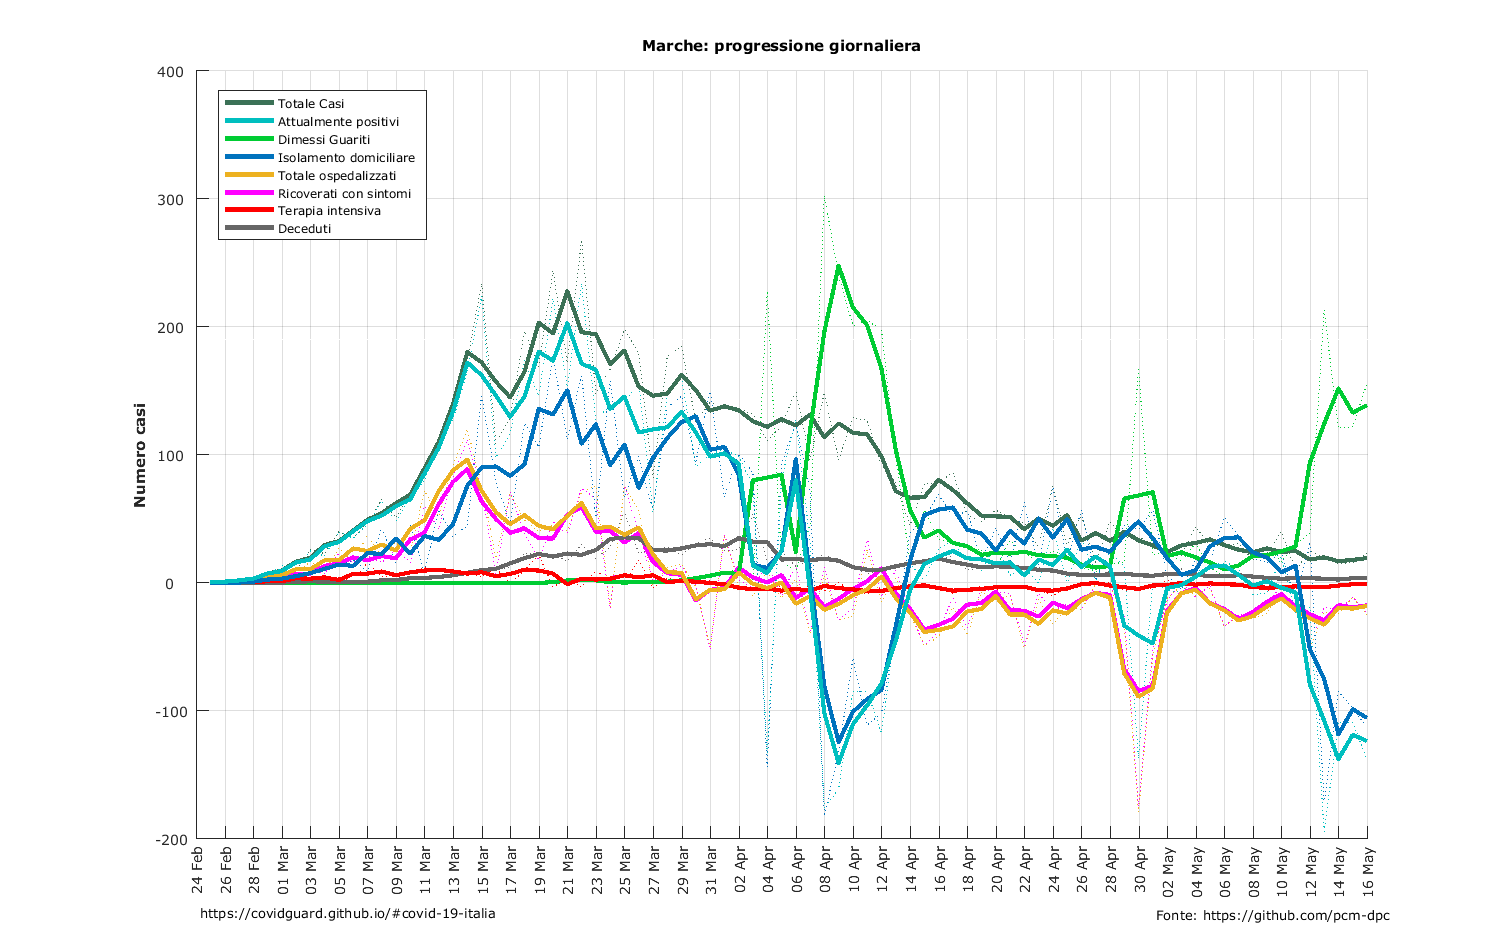 Marche: progressione giornaliera
Numero casi
400
300
200
100
0
-100
-200
Totale Casi
Attualmente positivi
Dimessi Guariti
Isolamento domiciliare
Totale ospedalizzati
Ricoverati con sintomi
Terapia intensiva
Deceduti
24 Feb
26 Feb
28 Feb
01 Mar
03 Mar
05 Mar
07 Mar
09 Mar
11 Mar
13 Mar
15 Mar
17 Mar
19 Mar
21 Mar
23 Mar
25 Mar
27 Mar
29 Mar
31 Mar
02 Apr
04 Apr
06 Apr
08 Apr
10 Apr
12 Apr
14 Apr
16 Apr
18 Apr
20 Apr
22 Apr
24 Apr
26 Apr
28 Apr
30 Apr
02 May
04 May
06 May
08 May
10 May
12 May
14 May
16 May
https://covidguard.github.io/#covid-19-italia
Fonte: https://github.com/pcm-dpc